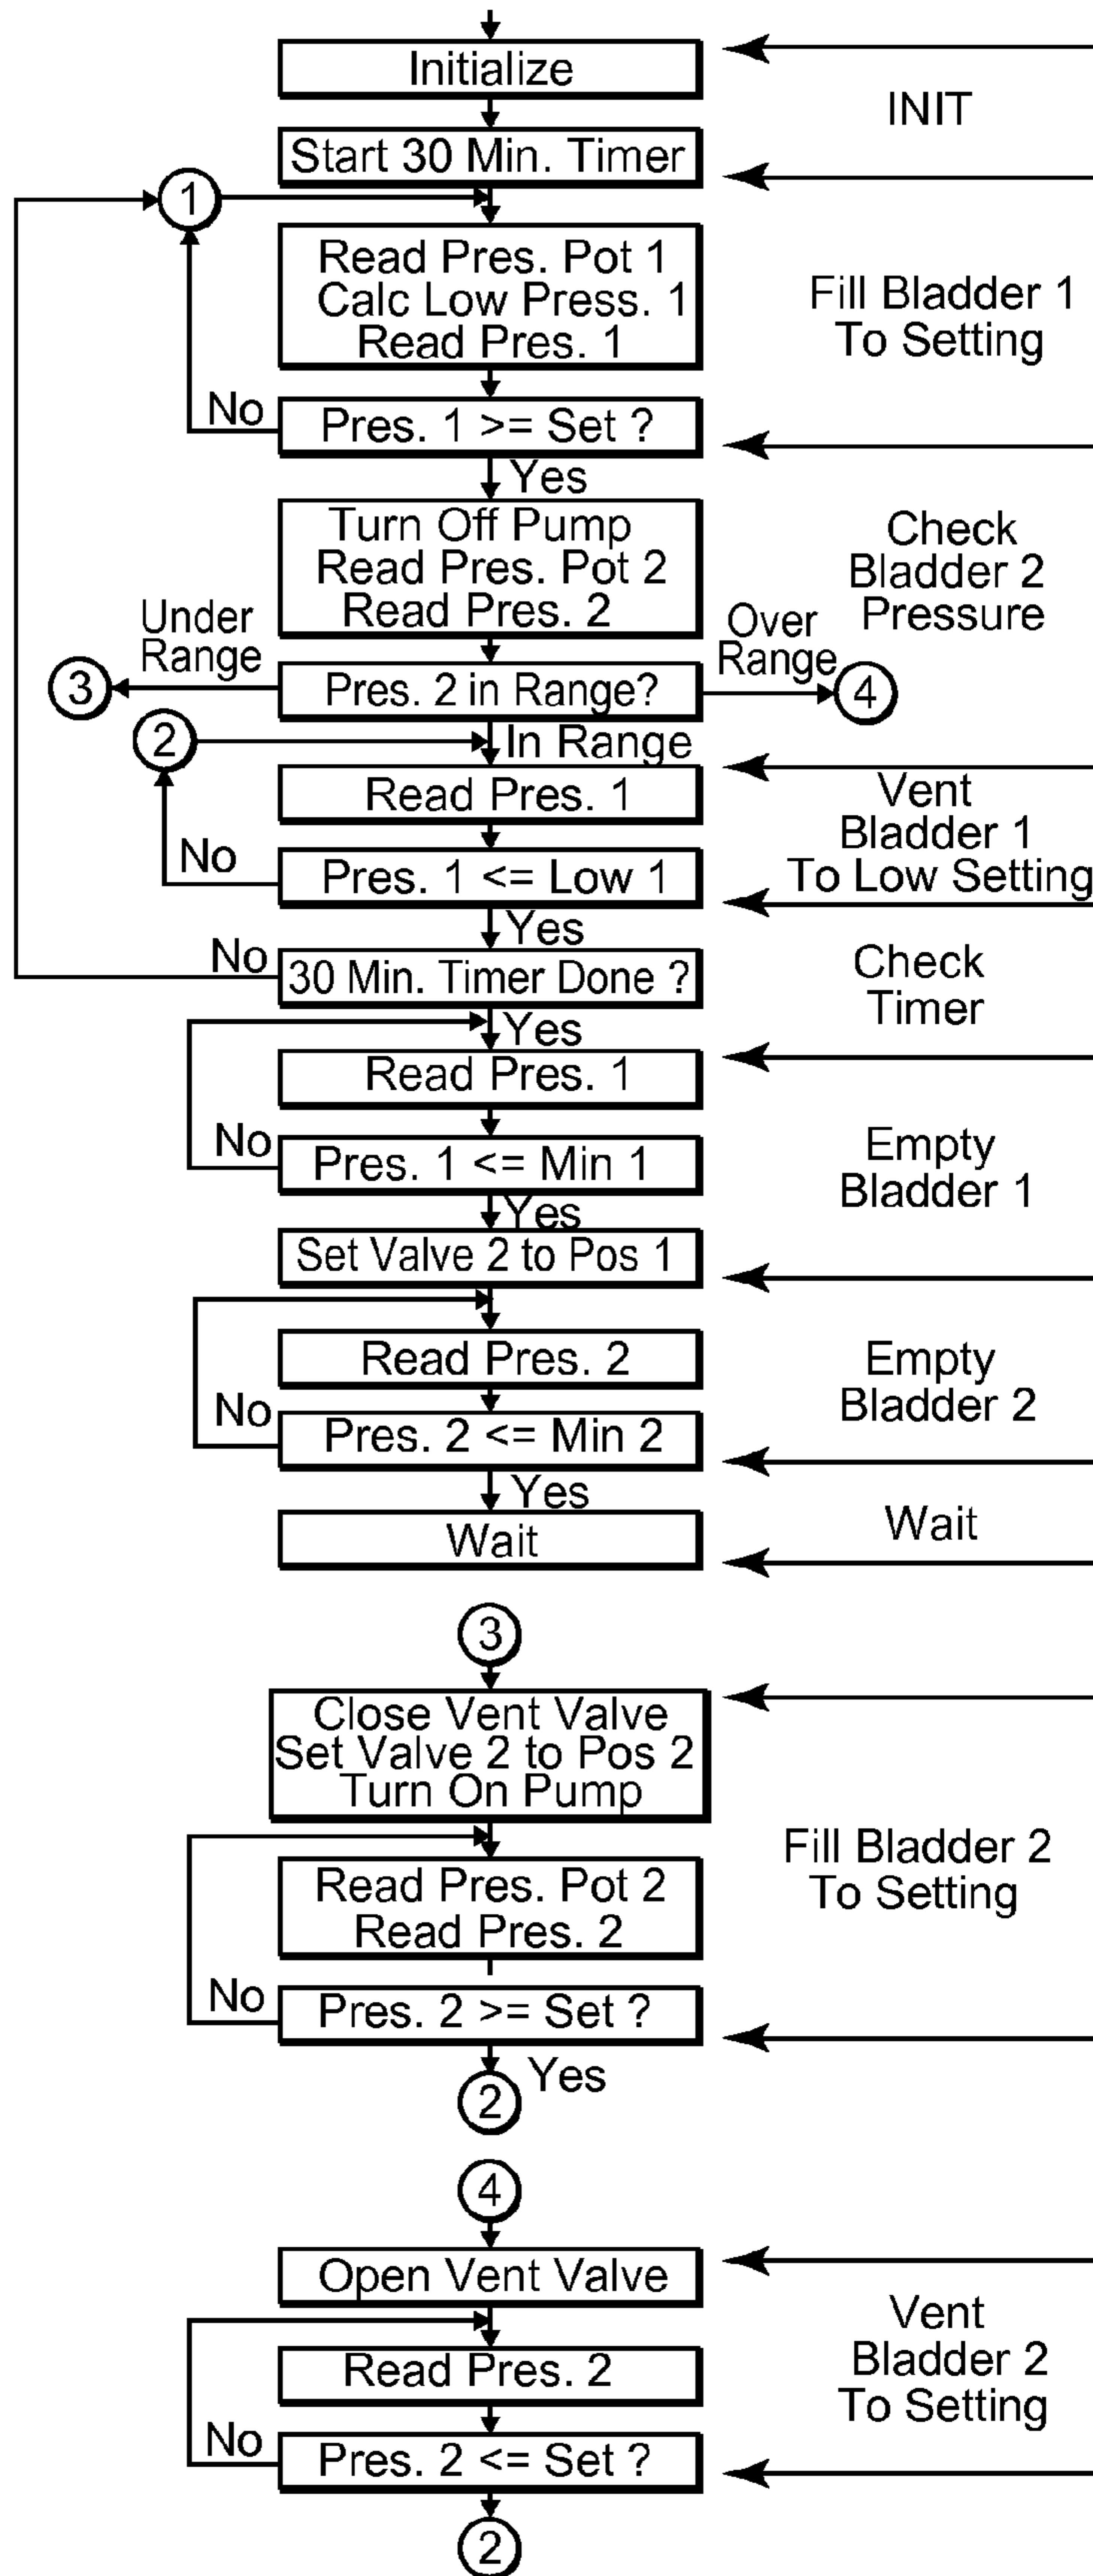 Initialize
INIT
Start 30 Min. Timer
1
Read Pres. Pot 1
Calc Low Press. 1
Read Pres. 1
Fill Bladder 1
To Setting
No
Pres. 1 >= Set ?
Yes
Turn Off Pump
Read Pres. Pot 2
Read Pres. 2
Check
Bladder 2
Pressure
Under
Range
Over
Range
3
Pres. 2 in Range?
4
2
In Range
Read Pres. 1
Vent
Bladder 1
To Low Setting
No
Pres. 1 <= Low 1
Yes
No
30 Min. Timer Done ?
Check
Timer
Yes
Read Pres. 1
No
Pres. 1 <= Min 1
Empty
Bladder 1
Yes
Set Valve 2 to Pos 1
Read Pres. 2
Empty
Bladder 2
No
Pres. 2 <= Min 2
Yes
Wait
Wait
3
Close Vent Valve
Set Valve 2 to Pos 2
Turn On Pump
Read Pres. Pot 2
Read Pres. 2
Fill Bladder 2
To Setting
No
Pres. 2 >= Set ?
Yes
2
4
Open Vent Valve
Read Pres. 2
Vent
Bladder 2
To Setting
No
Pres. 2 <= Set ?
2